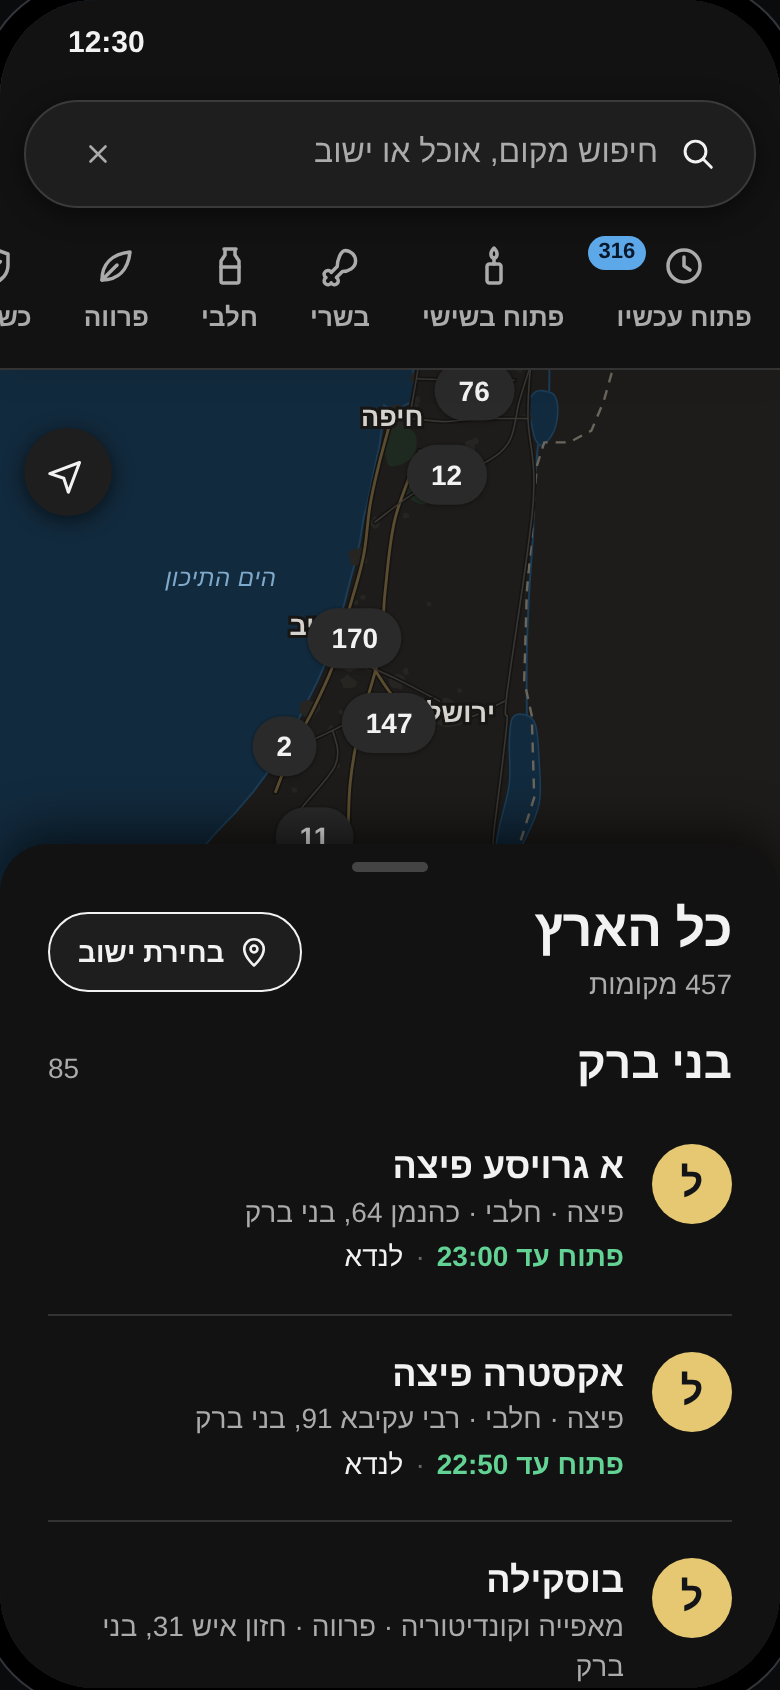 12:30
חיפוש מקום, אוכל או ישוב
316
פתוח עכשיו
פתוח בשישי
בשרי
חלבי
פרווה
76
חיפה
12
הים התיכון
170
ירושל
147
2
11
כל הארץ
בחירת ישוב
457 מקומות
בני ברק
85
ל
א גרויסע פיצה
פיצה · חלבי · כהנמן 64, בני ברק
פתוח עד 23:00 · לנדא
ל
אקסטרה פיצה
פיצה · חלבי · רבי עקיבא 91, בני ברק
פתוח עד 22:50 · לנדא
ל
בוסקילה
מאפייה וקונדיטוריה · פרווה · חזון איש 31, בני
ברק